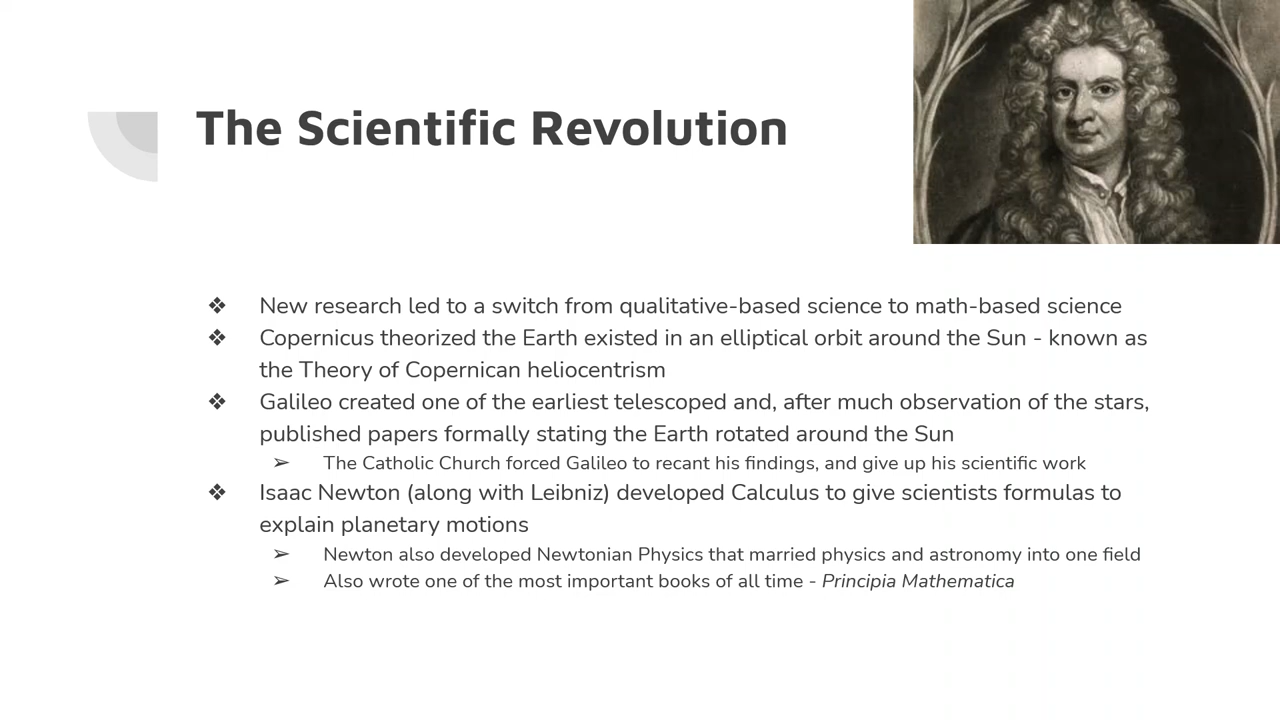 The Scientific Revolution
❖ New research led to a switch from qualitative-based science to math-based science
❖ Copernicus theorized the Earth existed in an elliptical orbit around the Sun - known as
the Theory of Copernican heliocentrism
❖ Galileo created one of the earliest telescoped and, after much observation of the stars,
published papers formally stating the Earth rotated around the Sun
➢ The Catholic Church forced Galileo to recant his findings, and give up his scientific work
❖ Isaac Newton (along with Leibniz) developed Calculus to give scientists formulas to
explain planetary motions
➢ Newton also developed Newtonian Physics that married physics and astronomy into one field
➢ Also wrote one of the most important books of all time - Principia Mathematica